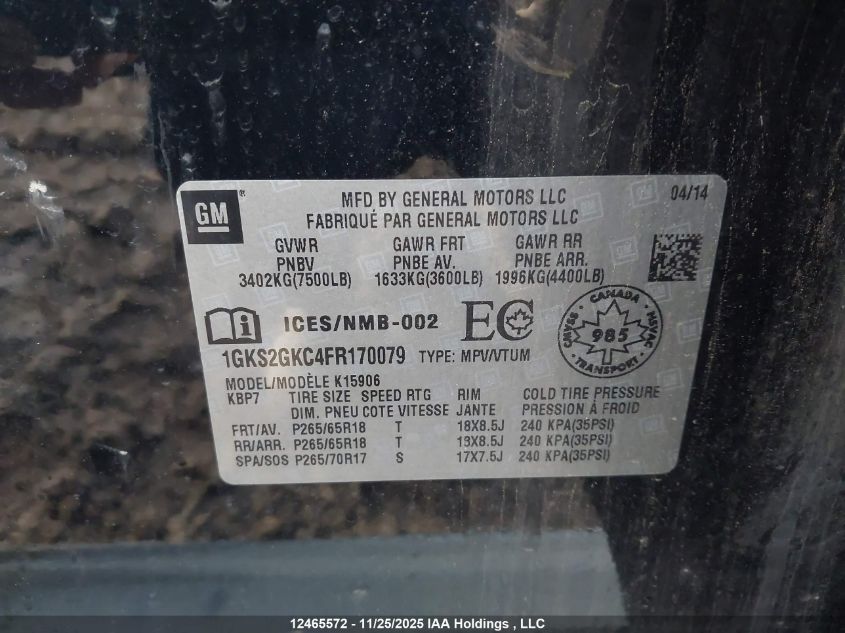 GM ®
MFD BY GENERAL MOTORS LLC 04/14
FABRIQUÉ PAR GENERAL MOTORS LLC
GVWR GAWR FRT GAWR RR
PNBV PNBE AV. PNBE ARR.
3402KG(7500LB) 1633KG(3600LB) 1996KG(4400LB)
ICES/NMB-002 EC
CANADA
CMVSS 985 HSVAC
TRANSPORT
1GKS2GKC4FR170079 TYPE: MPV/VTUM
MODEL/MODÈLE K15906
KBP7 TIRE SIZE SPEED RTG RIM COLD TIRE PRESSURE
DIM. PNEU COTE VITESSE JANTE PRESSION À FROID
FRT/AV. P265/65R18 T 18X8.5J 240 KPA(35PSI)
RR/ARR. P265/65R18 T 18X8.5J 240 KPA(35PSI)
SPA/SOS P265/70R17 S 17X7.5J 240 KPA(35PSI)
12465572 - 11/25/2025 IAA Holdings , LLC